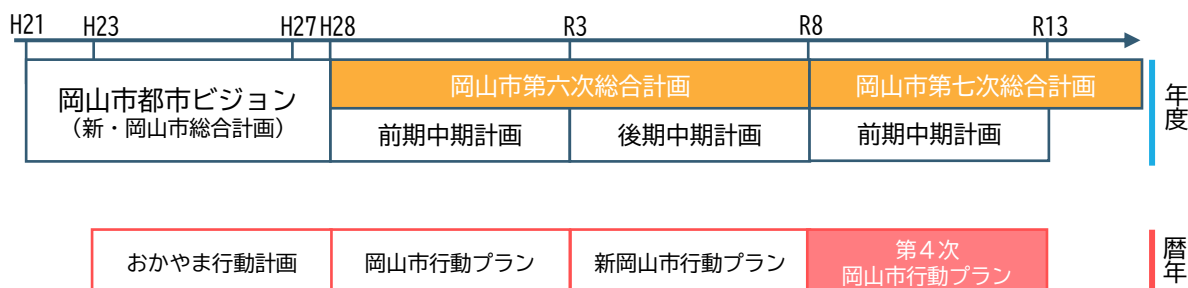 H21 H23 H27 H28 R3 R8 R13
岡山市都市ビジョン
（新・岡山市総合計画）
岡山市第六次総合計画
岡山市第七次総合計画
前期中期計画
後期中期計画
前期中期計画
年度
おかやま行動計画
岡山市行動プラン
新岡山市行動プラン
第４次
岡山市行動プラン
暦年